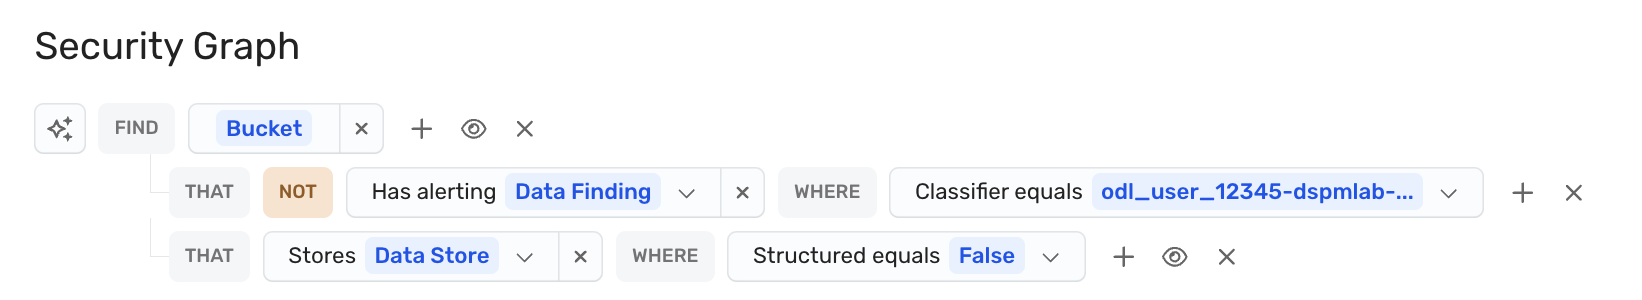 Security Graph
FIND Bucket
THAT NOT Has alerting Data Finding WHERE Classifier equals odl_user_12345-dspmlab-...
THAT Stores Data Store WHERE Structured equals False